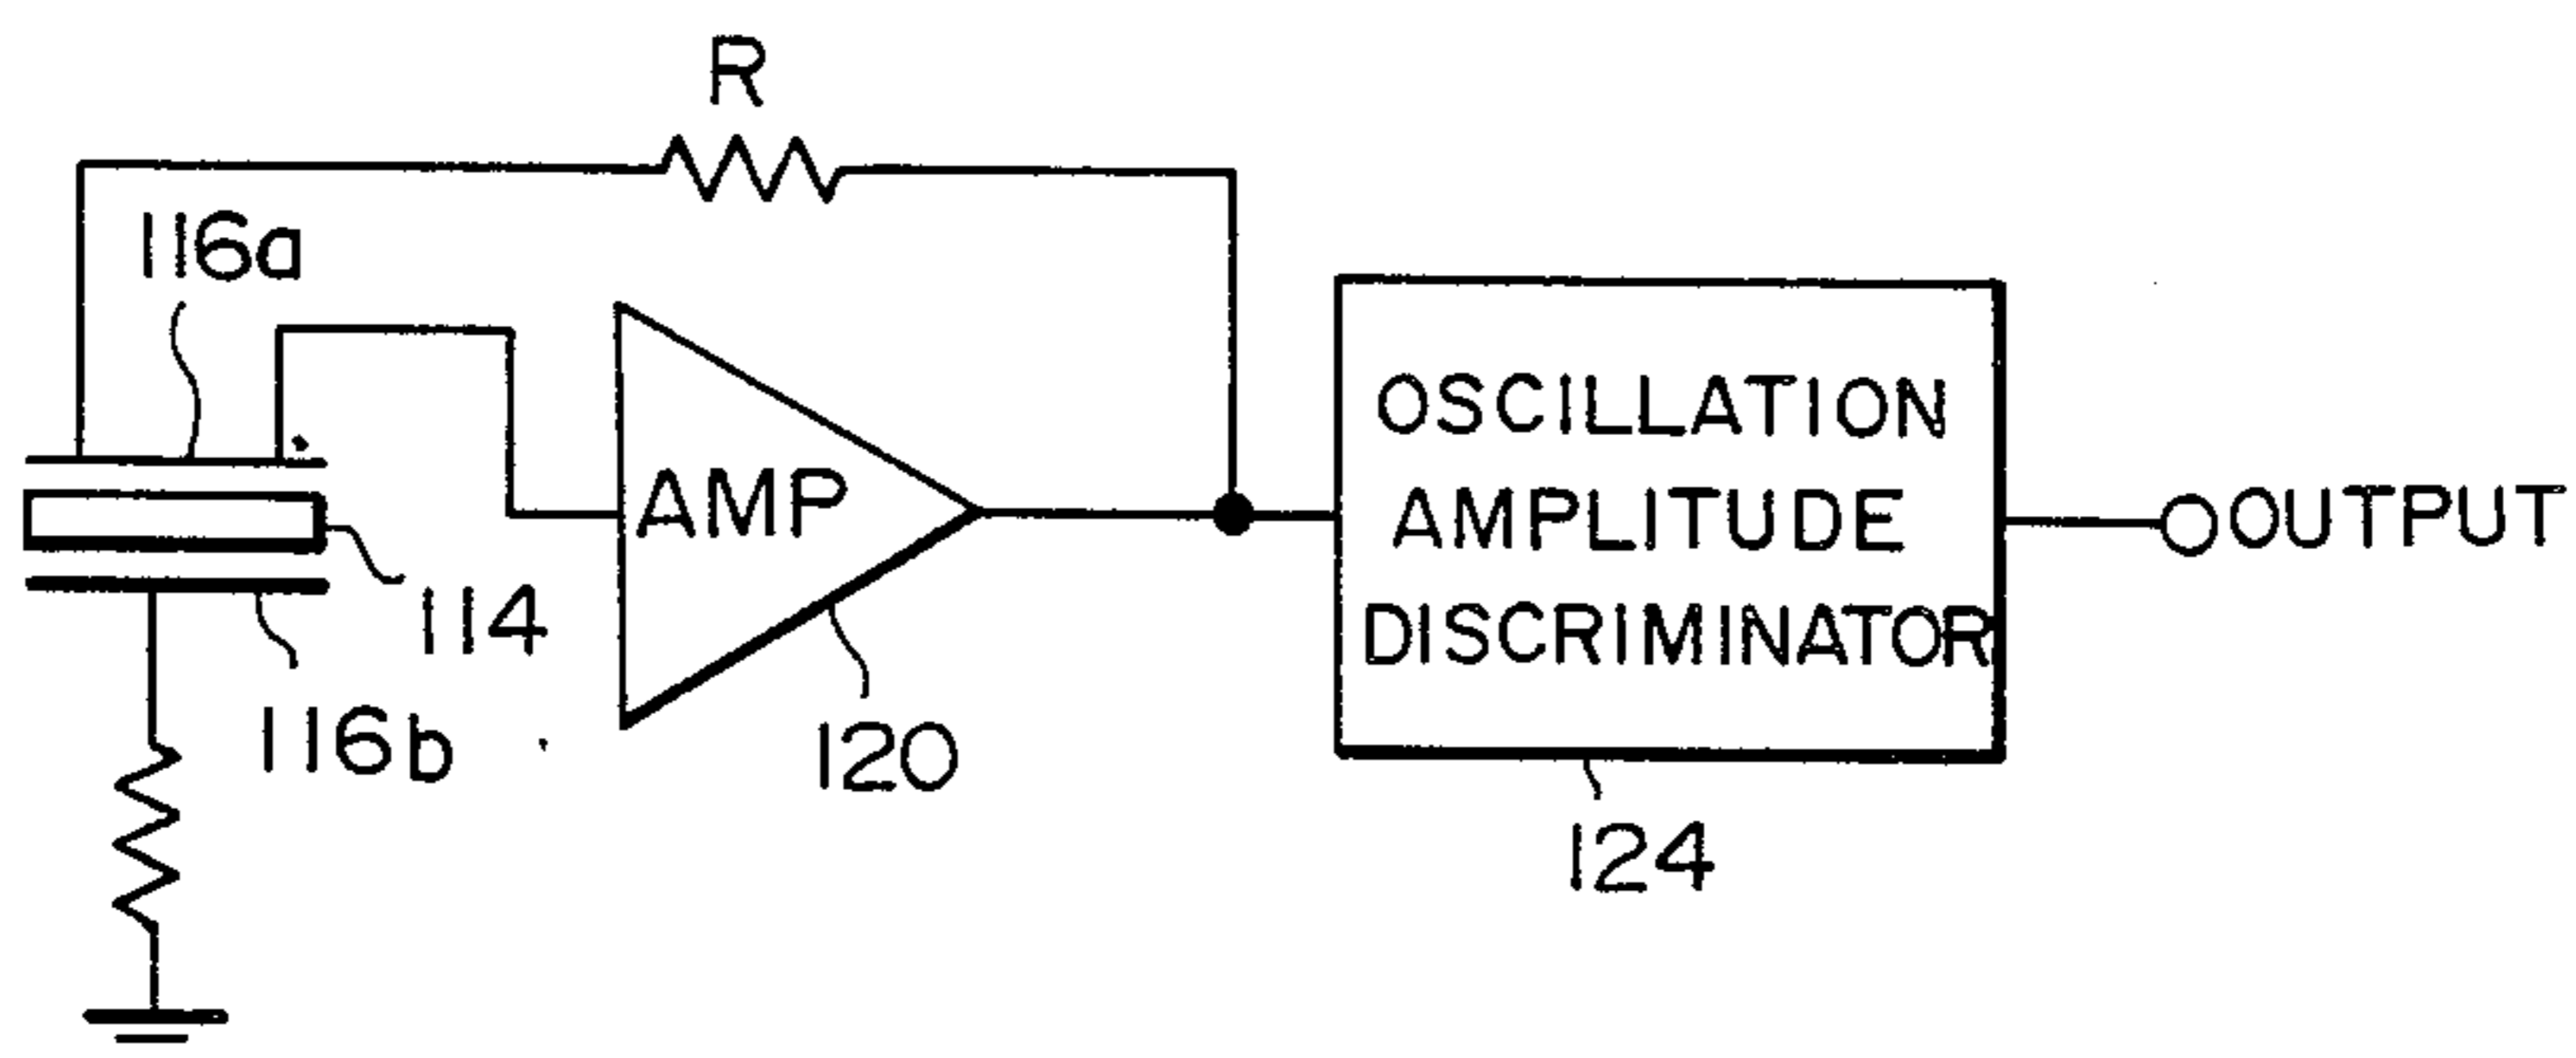 R
116a
AMP
114
116b
120
OSCILLATION
AMPLITUDE
DISCRIMINATOR
124
OUTPUT